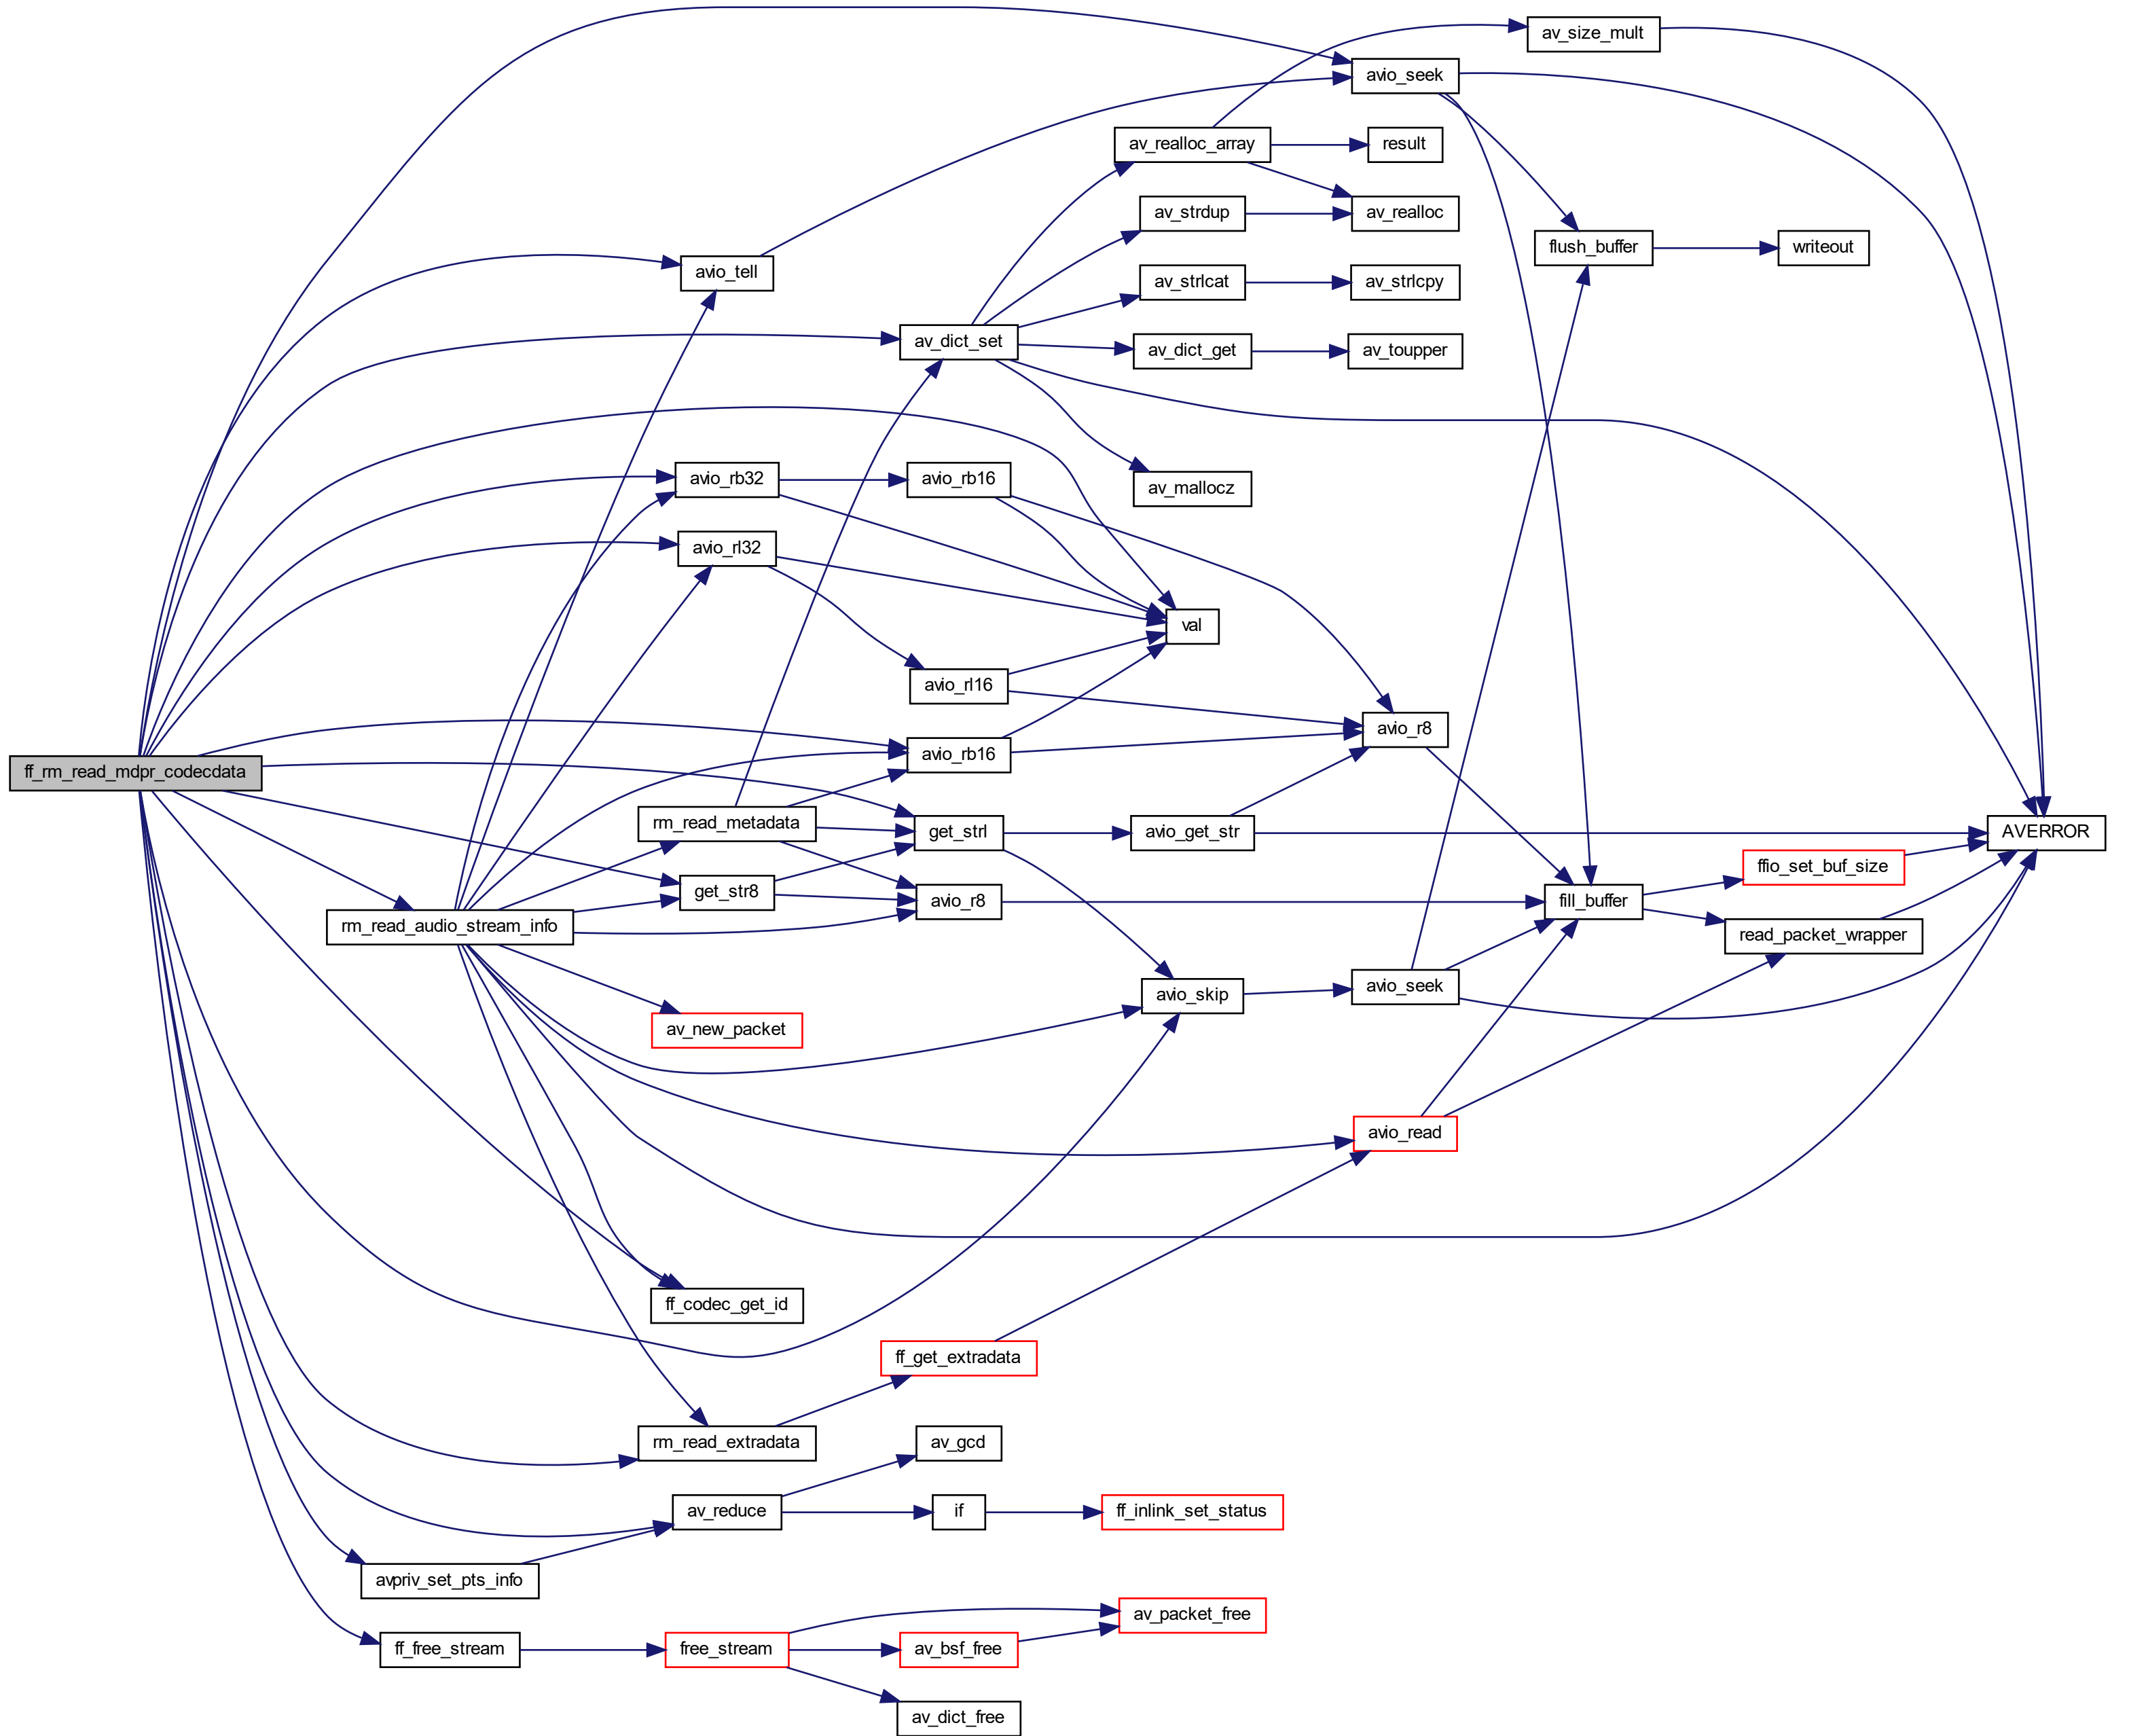 av_size_mult
avio_seek
av_realloc_array
result
av_strdup
av_realloc
flush_buffer
writeout
avio_tell
av_strlcat
av_strlcpy
av_dict_set
av_dict_get
av_toupper
avio_rb32
avio_rb16
av_mallocz
avio_rl32
val
avio_rl16
avio_r8
avio_rb16
ff_rm_read_mdpr_codecdata
rm_read_metadata
get_strl
avio_get_str
AVERROR
ffio_set_buf_size
get_str8
avio_r8
fill_buffer
rm_read_audio_stream_info
read_packet_wrapper
avio_skip
avio_seek
av_new_packet
avio_read
ff_codec_get_id
ff_get_extradata
rm_read_extradata
av_gcd
av_reduce
if
ff_inlink_set_status
avpriv_set_pts_info
av_packet_free
ff_free_stream
free_stream
av_bsf_free
av_dict_free